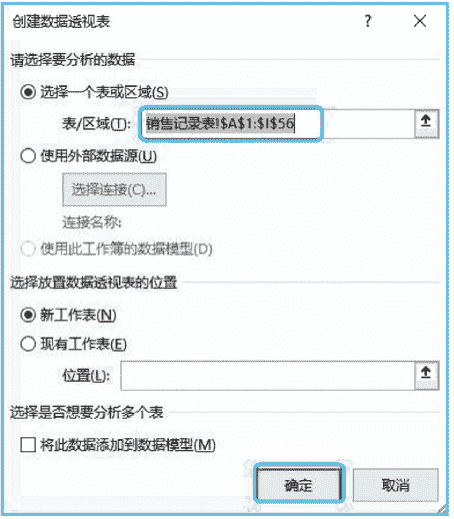 创建数据透视表
请选择要分析的数据
选择一个表或区域(S)
表/区域(T): 销售记录表!$A$1:$I$56
使用外部数据源(U)
选择连接(C)...
连接名称:
使用此工作簿的数据模型(D)
选择放置数据透视表的位置
新工作表(N)
现有工作表(E)
位置(L):
选择是否想要分析多个表
将此数据添加到数据模型(M)
确定 取消